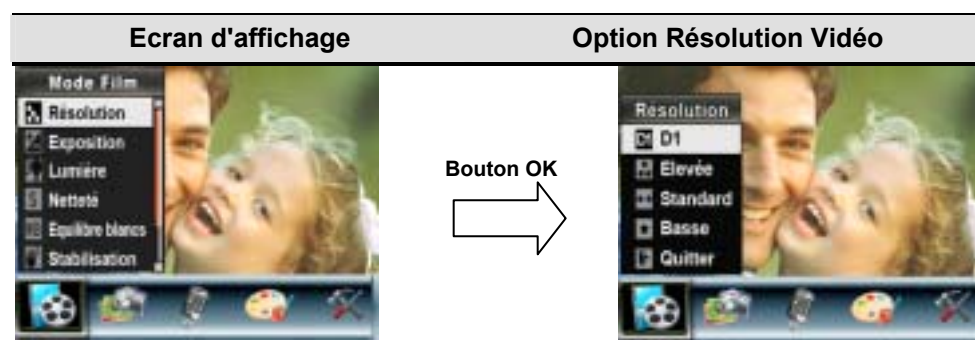 Ecran d'affichage
Option Résolution Vidéo
Mode Film
Résolution
Exposition
Lumière
Netteté
Equilibre blancs
Stabilisation
Bouton OK
Résolution
D1
Elevée
Standard
Basse
Quitter